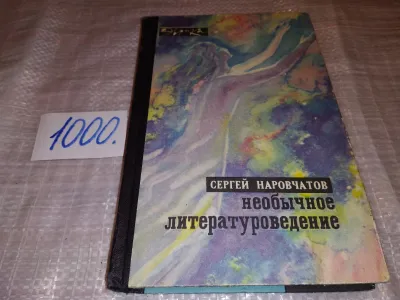 1000.
СЕРГЕЙ НАРОВЧАТОВ
необычное
литературоведение